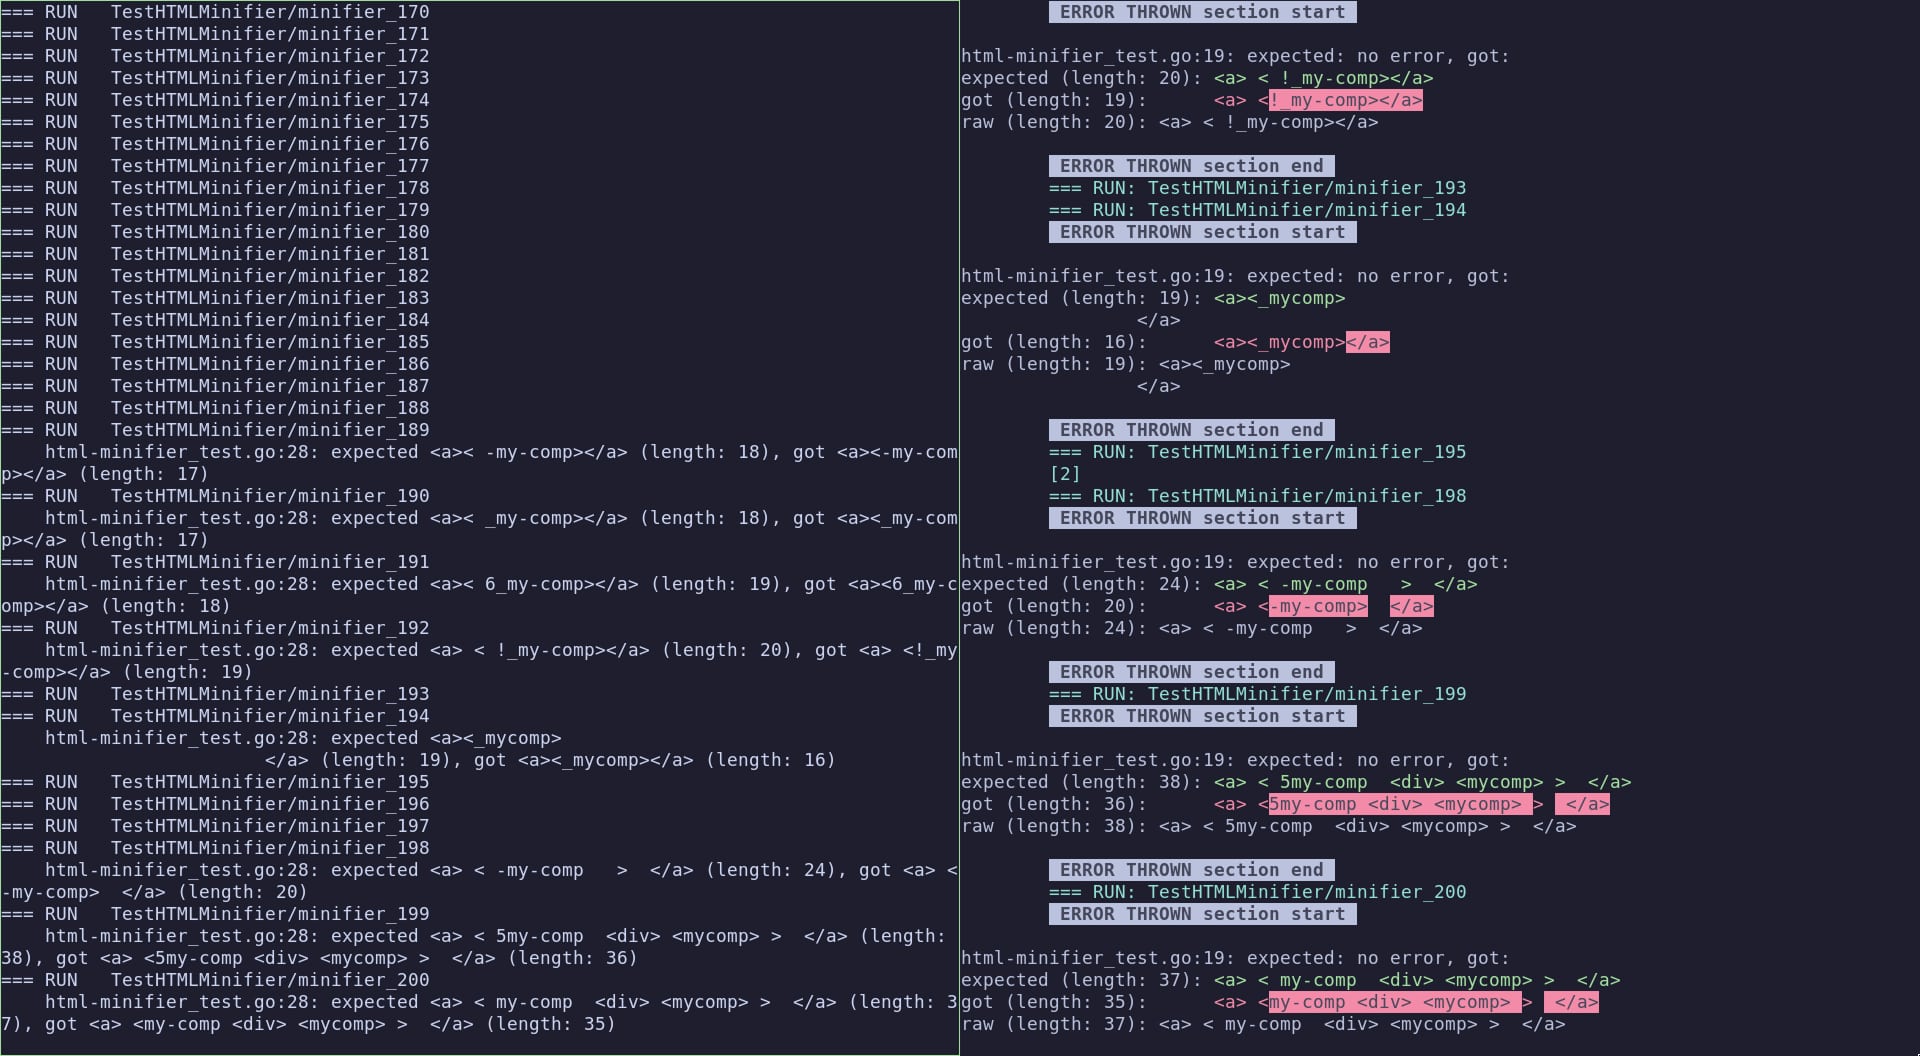 === RUN   TestHTMLMinifier/minifier_170
=== RUN   TestHTMLMinifier/minifier_171
=== RUN   TestHTMLMinifier/minifier_172
=== RUN   TestHTMLMinifier/minifier_173
=== RUN   TestHTMLMinifier/minifier_174
=== RUN   TestHTMLMinifier/minifier_175
=== RUN   TestHTMLMinifier/minifier_176
=== RUN   TestHTMLMinifier/minifier_177
=== RUN   TestHTMLMinifier/minifier_178
=== RUN   TestHTMLMinifier/minifier_179
=== RUN   TestHTMLMinifier/minifier_180
=== RUN   TestHTMLMinifier/minifier_181
=== RUN   TestHTMLMinifier/minifier_182
=== RUN   TestHTMLMinifier/minifier_183
=== RUN   TestHTMLMinifier/minifier_184
=== RUN   TestHTMLMinifier/minifier_185
=== RUN   TestHTMLMinifier/minifier_186
=== RUN   TestHTMLMinifier/minifier_187
=== RUN   TestHTMLMinifier/minifier_188
=== RUN   TestHTMLMinifier/minifier_189
    html-minifier_test.go:28: expected <a>< -my-comp></a> (length: 18), got <a><-my-com
p></a> (length: 17)
=== RUN   TestHTMLMinifier/minifier_190
    html-minifier_test.go:28: expected <a>< _my-comp></a> (length: 18), got <a><_my-com
p></a> (length: 17)
=== RUN   TestHTMLMinifier/minifier_191
    html-minifier_test.go:28: expected <a>< 6_my-comp></a> (length: 19), got <a><6_my-c
omp></a> (length: 18)
=== RUN   TestHTMLMinifier/minifier_192
    html-minifier_test.go:28: expected <a> < !_my-comp></a> (length: 20), got <a> <!_my
-comp></a> (length: 19)
=== RUN   TestHTMLMinifier/minifier_193
=== RUN   TestHTMLMinifier/minifier_194
    html-minifier_test.go:28: expected <a><_mycomp>
                        </a> (length: 19), got <a><_mycomp></a> (length: 16)
=== RUN   TestHTMLMinifier/minifier_195
=== RUN   TestHTMLMinifier/minifier_196
=== RUN   TestHTMLMinifier/minifier_197
=== RUN   TestHTMLMinifier/minifier_198
    html-minifier_test.go:28: expected <a> < -my-comp   >  </a> (length: 24), got <a> <
-my-comp>  </a> (length: 20)
=== RUN   TestHTMLMinifier/minifier_199
    html-minifier_test.go:28: expected <a> < 5my-comp  <div> <mycomp> >  </a> (length: 
38), got <a> <5my-comp <div> <mycomp> >  </a> (length: 36)
=== RUN   TestHTMLMinifier/minifier_200
    html-minifier_test.go:28: expected <a> < my-comp  <div> <mycomp> >  </a> (length: 3
7), got <a> <my-comp <div> <mycomp> >  </a> (length: 35)
ERROR THROWN section start
html-minifier_test.go:19: expected: no error, got:
expected (length: 20): <a> < !_my-comp></a>
got (length: 19):      <a> <!_my-comp></a>
raw (length: 20): <a> < !_my-comp></a>
ERROR THROWN section end
=== RUN: TestHTMLMinifier/minifier_193
=== RUN: TestHTMLMinifier/minifier_194
ERROR THROWN section start
html-minifier_test.go:19: expected: no error, got:
expected (length: 19): <a><_mycomp>
                </a>
got (length: 16):      <a><_mycomp></a>
raw (length: 19): <a><_mycomp>
                </a>
ERROR THROWN section end
=== RUN: TestHTMLMinifier/minifier_195
[2]
=== RUN: TestHTMLMinifier/minifier_198
ERROR THROWN section start
html-minifier_test.go:19: expected: no error, got:
expected (length: 24): <a> < -my-comp   >  </a>
got (length: 20):      <a> <-my-comp>  </a>
raw (length: 24): <a> < -my-comp   >  </a>
ERROR THROWN section end
=== RUN: TestHTMLMinifier/minifier_199
ERROR THROWN section start
html-minifier_test.go:19: expected: no error, got:
expected (length: 38): <a> < 5my-comp  <div> <mycomp> >  </a>
got (length: 36):      <a> <5my-comp <div> <mycomp> >  </a>
raw (length: 38): <a> < 5my-comp  <div> <mycomp> >  </a>
ERROR THROWN section end
=== RUN: TestHTMLMinifier/minifier_200
ERROR THROWN section start
html-minifier_test.go:19: expected: no error, got:
expected (length: 37): <a> < my-comp  <div> <mycomp> >  </a>
got (length: 35):      <a> <my-comp <div> <mycomp> >  </a>
raw (length: 37): <a> < my-comp  <div> <mycomp> >  </a>